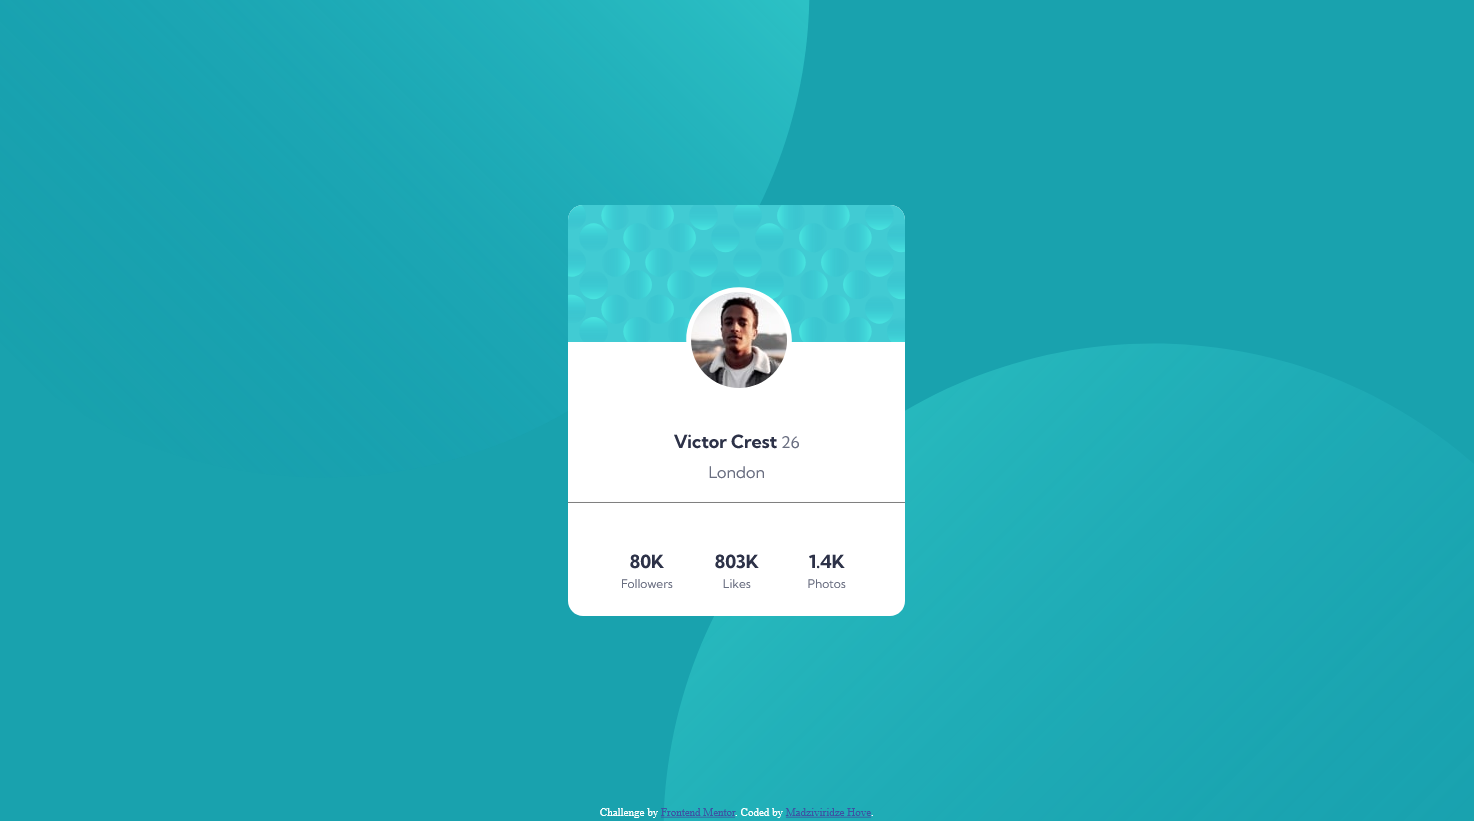 Victor Crest 26
London
80K 803K 1.4K
Followers Likes Photos
Challenge by Frontend Mentor. Coded by Madziviridze Hove.